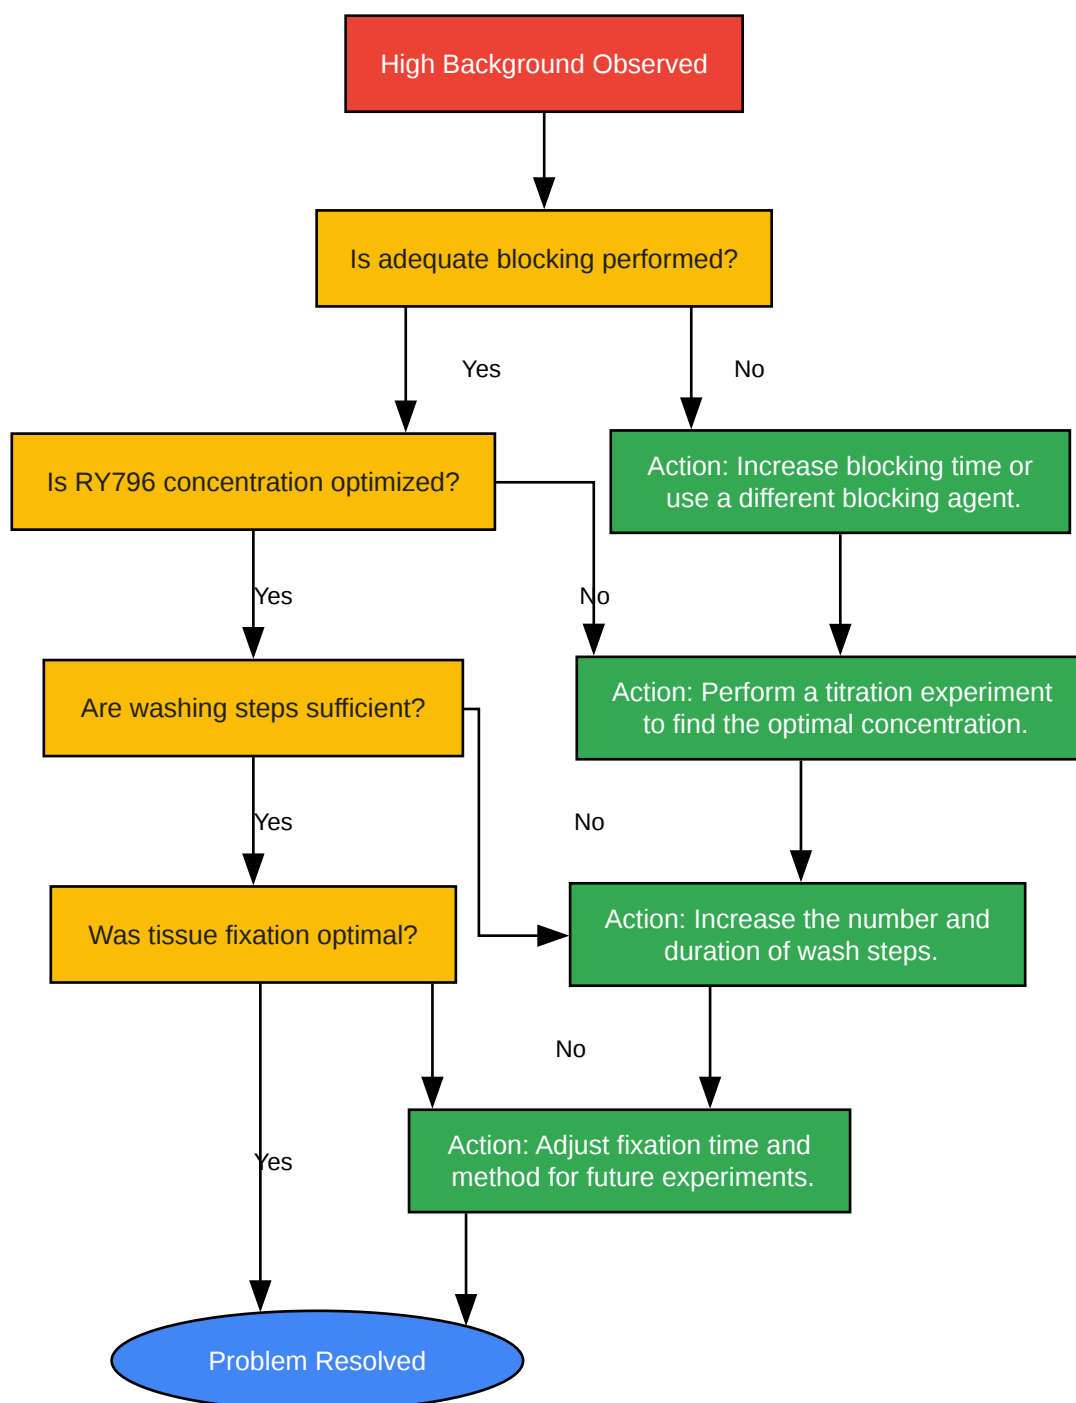 High Background Observed
Is adequate blocking performed?
Yes
No
Is RY796 concentration optimized?
Action: Increase blocking time or
use a different blocking agent.
Yes
No
Are washing steps sufficient?
Action: Perform a titration experiment
to find the optimal concentration.
Yes
No
Was tissue fixation optimal?
Action: Increase the number and
duration of wash steps.
No
Action: Adjust fixation time and
method for future experiments.
Yes
Problem Resolved